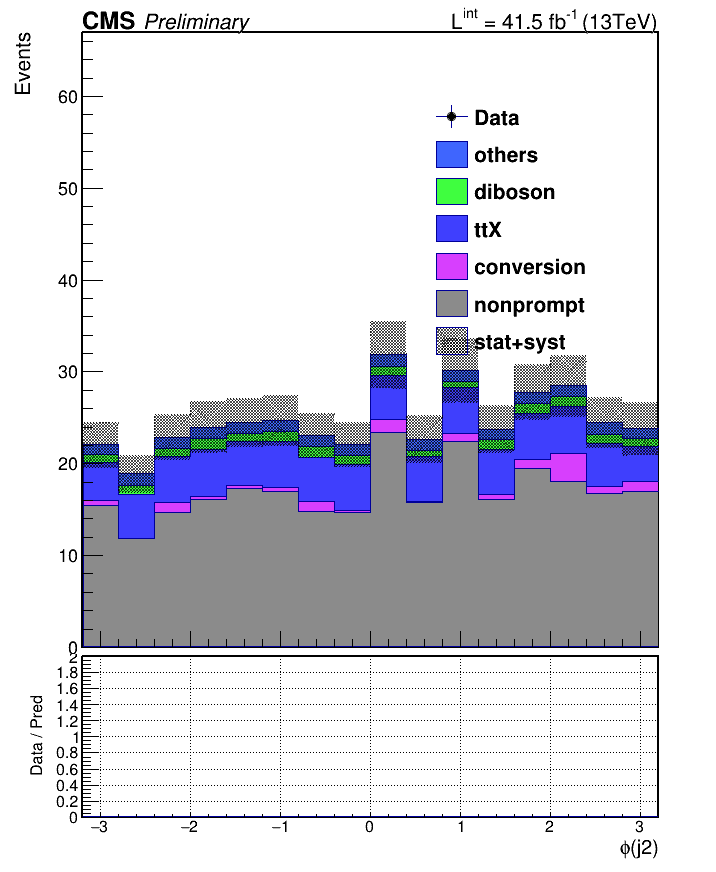 CMS Preliminary L^int = 41.5 fb^-1 (13TeV)
Events
60
50
40
30
20
10
0
Data
others
diboson
ttX
conversion
nonprompt
stat+syst
Data / Pred
2
1.8
1.6
1.4
1.2
1
0.8
0.6
0.4
0.2
0
−3 −2 −1 0 1 2 3
ϕ(j2)